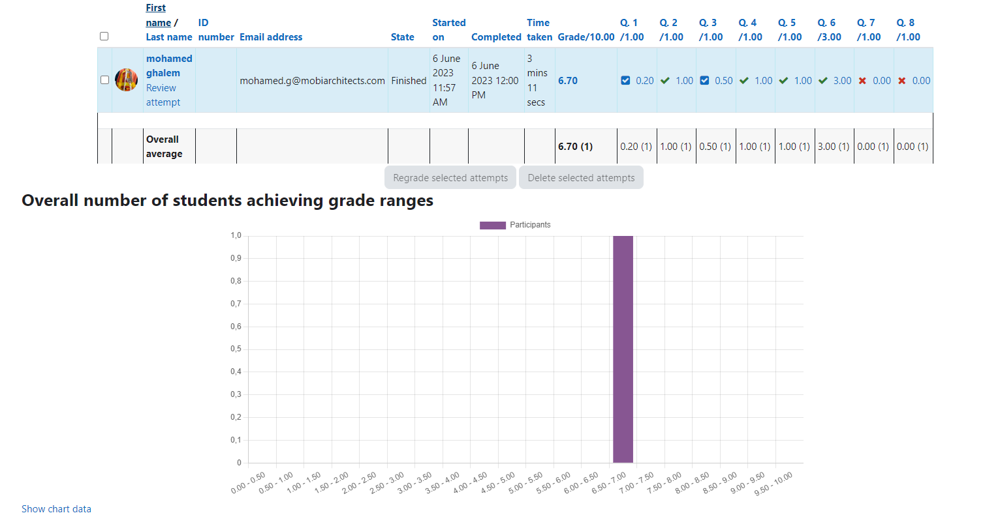 First name / Last name
ID number
Email address
State
Started on
Completed
Time taken
Grade/10.00
Q. 1 /1.00
Q. 2 /1.00
Q. 3 /1.00
Q. 4 /1.00
Q. 5 /1.00
Q. 6 /3.00
Q. 7 /1.00
Q. 8 /1.00
mohamed ghalem
Review attempt
mohamed.g@mobiarchitects.com
Finished
6 June 2023 11:57 AM
6 June 2023 12:00 PM
3 mins 11 secs
6.70
0.20
1.00
0.50
1.00
1.00
3.00
0.00
0.00
Overall average
6.70 (1)
0.20 (1)
1.00 (1)
0.50 (1)
1.00 (1)
1.00 (1)
3.00 (1)
0.00 (1)
0.00 (1)
Regrade selected attempts
Delete selected attempts
Overall number of students achieving grade ranges
Participants
1,0
0,9
0,8
0,7
0,6
0,5
0,4
0,3
0,2
0,1
0
0.00 - 0.50
0.50 - 1.00
1.00 - 1.50
1.50 - 2.00
2.00 - 2.50
2.50 - 3.00
3.00 - 3.50
3.50 - 4.00
4.00 - 4.50
4.50 - 5.00
5.00 - 5.50
5.50 - 6.00
6.00 - 6.50
6.50 - 7.00
7.00 - 7.50
7.50 - 8.00
8.00 - 8.50
8.50 - 9.00
9.00 - 9.50
9.50 - 10.00
Show chart data